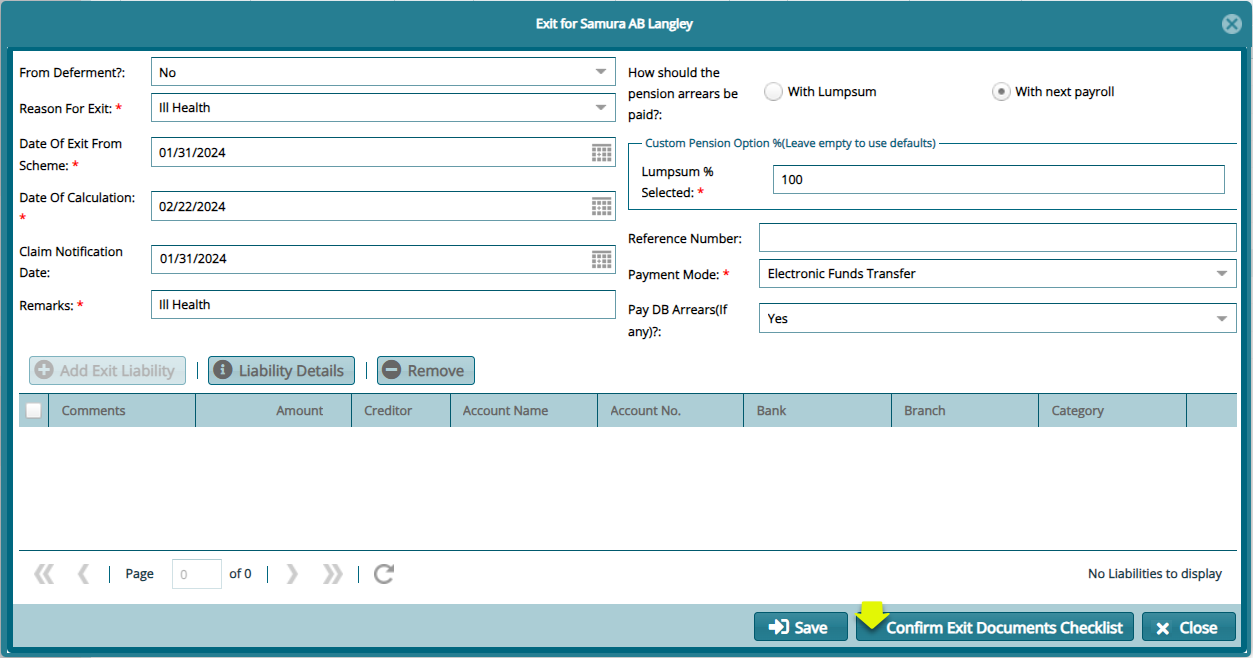 Exit for Samura AB Langley
From Deferment?:
No
Reason For Exit: *
Ill Health
Date Of Exit From
Scheme: *
01/31/2024
Date Of Calculation:
*
02/22/2024
Claim Notification
Date:
01/31/2024
Remarks: *
Ill Health
How should the
pension arrears be
paid?:
With Lumpsum
With next payroll
Custom Pension Option %(Leave empty to use defaults)
Lumpsum %
Selected: *
100
Reference Number:
Payment Mode: *
Electronic Funds Transfer
Pay DB Arrears(If
any)?:
Yes
Add Exit Liability
Liability Details
Remove
Comments
Amount
Creditor
Account Name
Account No.
Bank
Branch
Category
Page
0
of 0
No Liabilities to display
Save
Confirm Exit Documents Checklist
Close